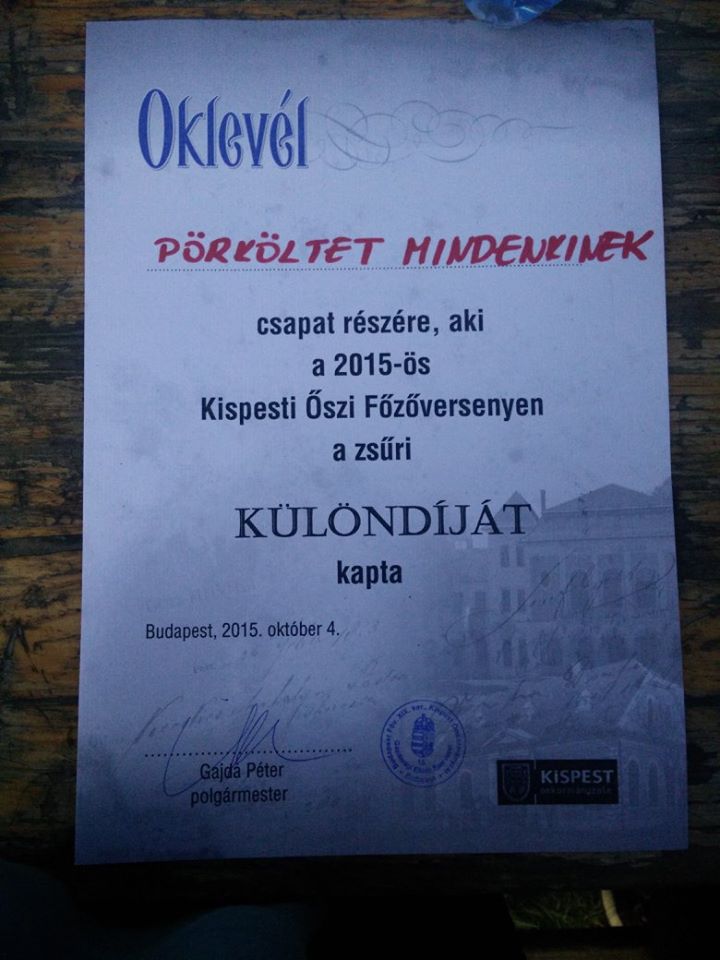 Oklevél
PÖRKÖLTET MINDENKINEK
csapat részére, aki
a 2015-ös
Kispesti Őszi Főzőversenyen
a zsűri
KÜLÖNDÍJÁT
kapta
Budapest, 2015. október 4.
Gajda Péter
polgármester
KISPEST
önkormányzata